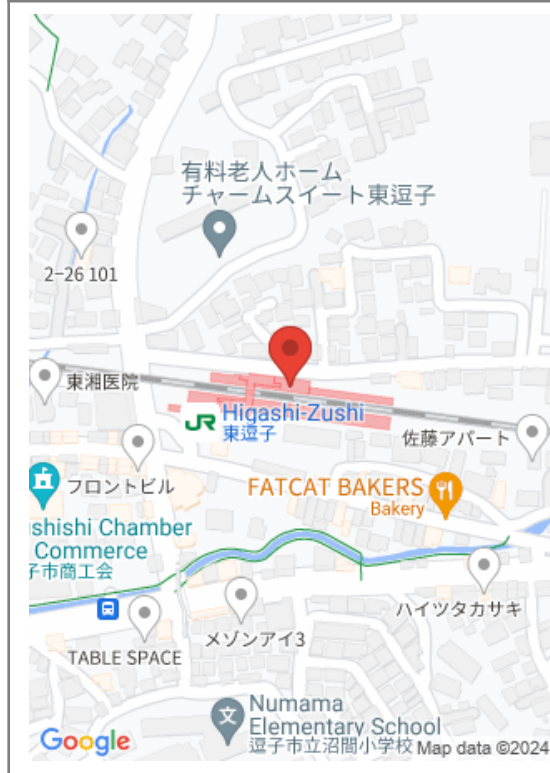 有料老人ホーム
チャームスイート東逗子
2-26 101
東湘医院
JR
Higashi-Zushi
東逗子
佐藤アパート
フロントビル
FATCAT BAKERS
Bakery
shishi Chamber
Commerce
子市商工会
ハイツタカサキ
メゾンアイ3
TABLE SPACE
文
Numama
Elementary School
逗子市立沼間小学校
Google
Map data ©2024